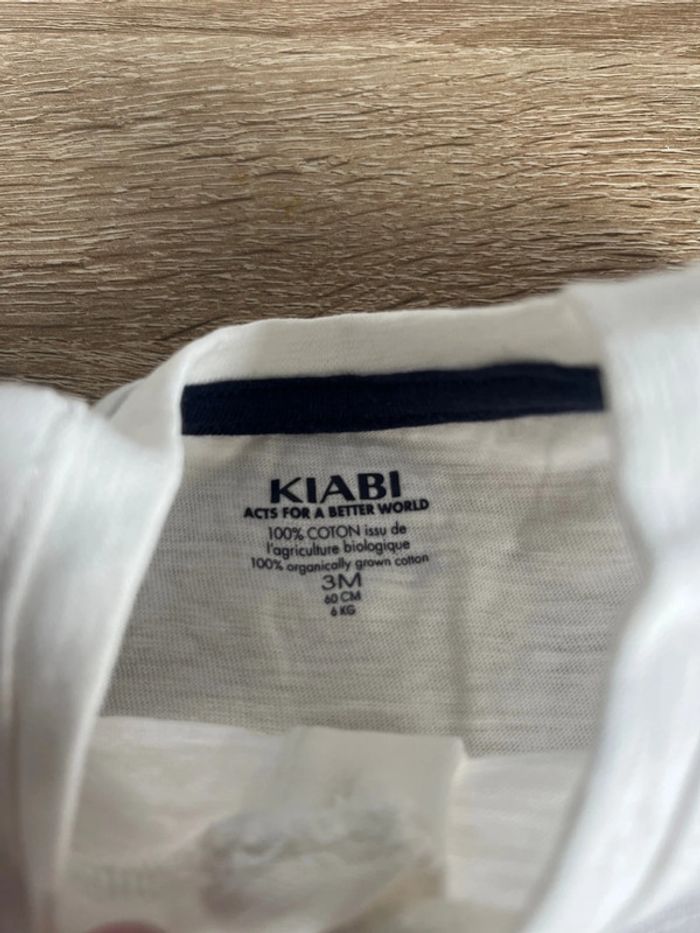 KIABI
ACTS FOR A BETTER WORLD
100% COTON issu de
l'agriculture biologique
100% organically grown cotton
3M
60 CM
6 KG